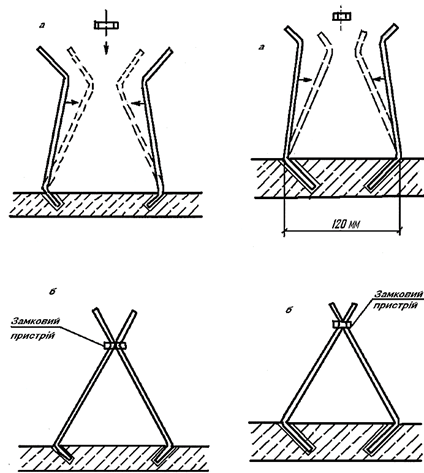 а
а
120 мм
б
Замковий
пристрій
б
Замковий
пристрій